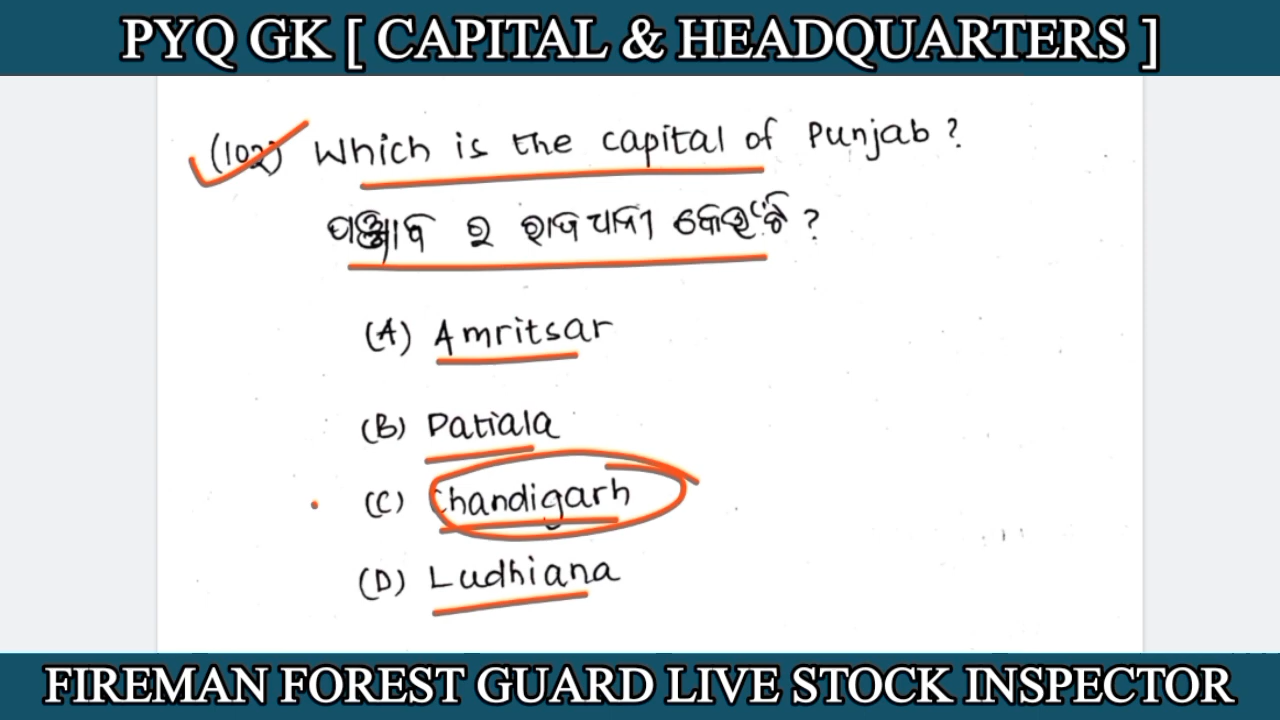 PYQ GK [ CAPITAL & HEADQUARTERS ]
(102) Which is the capital of Punjab?
ପଞ୍ଜାବ ର ରାଜଧାନୀ କେଉଁଟି ?
(A) Amritsar
(B) Patiala
(C) Chandigarh
(D) Ludhiana
FIREMAN FOREST GUARD LIVE STOCK INSPECTOR